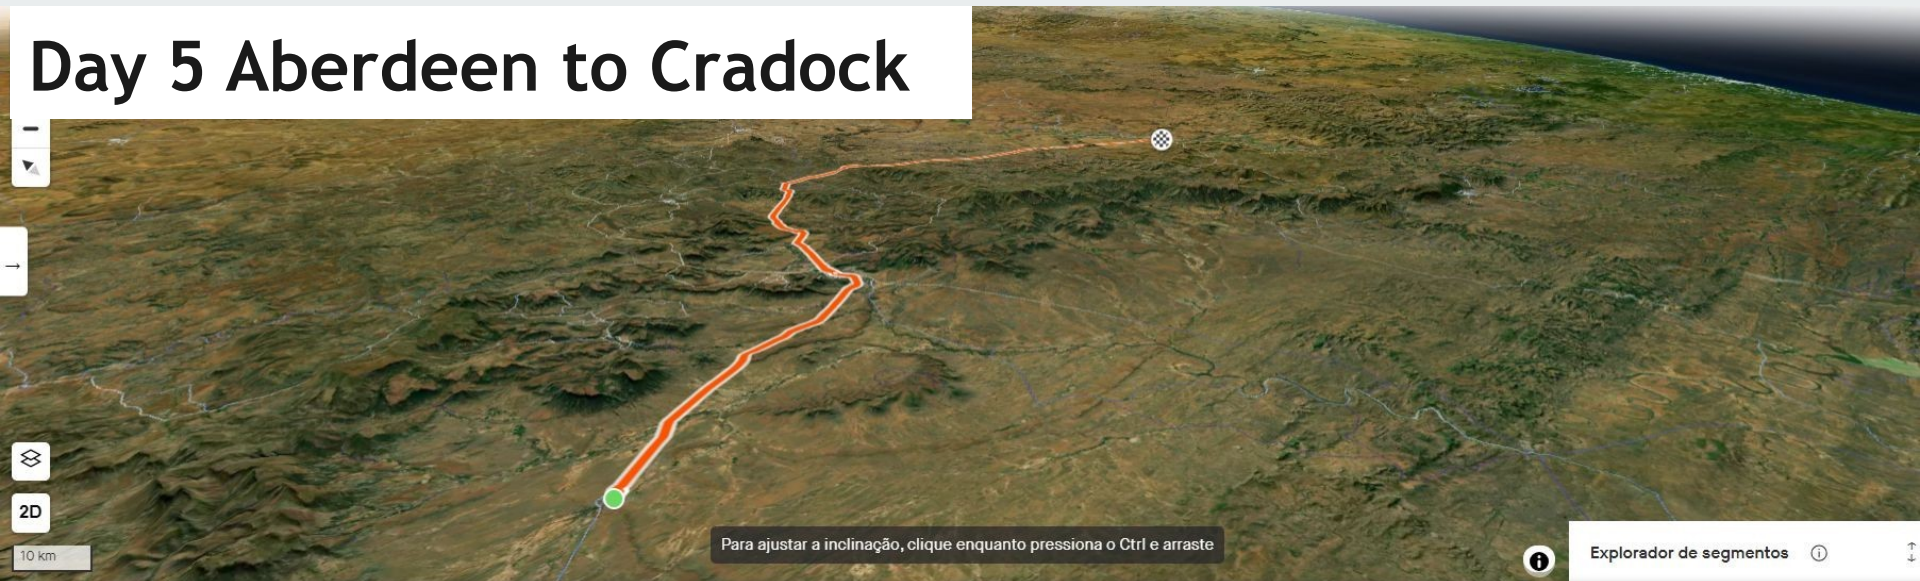 Day 5 Aberdeen to Cradock
2D
10 km
Para ajustar a inclinação, clique enquanto pressiona o Ctrl e arraste
Explorador de segmentos